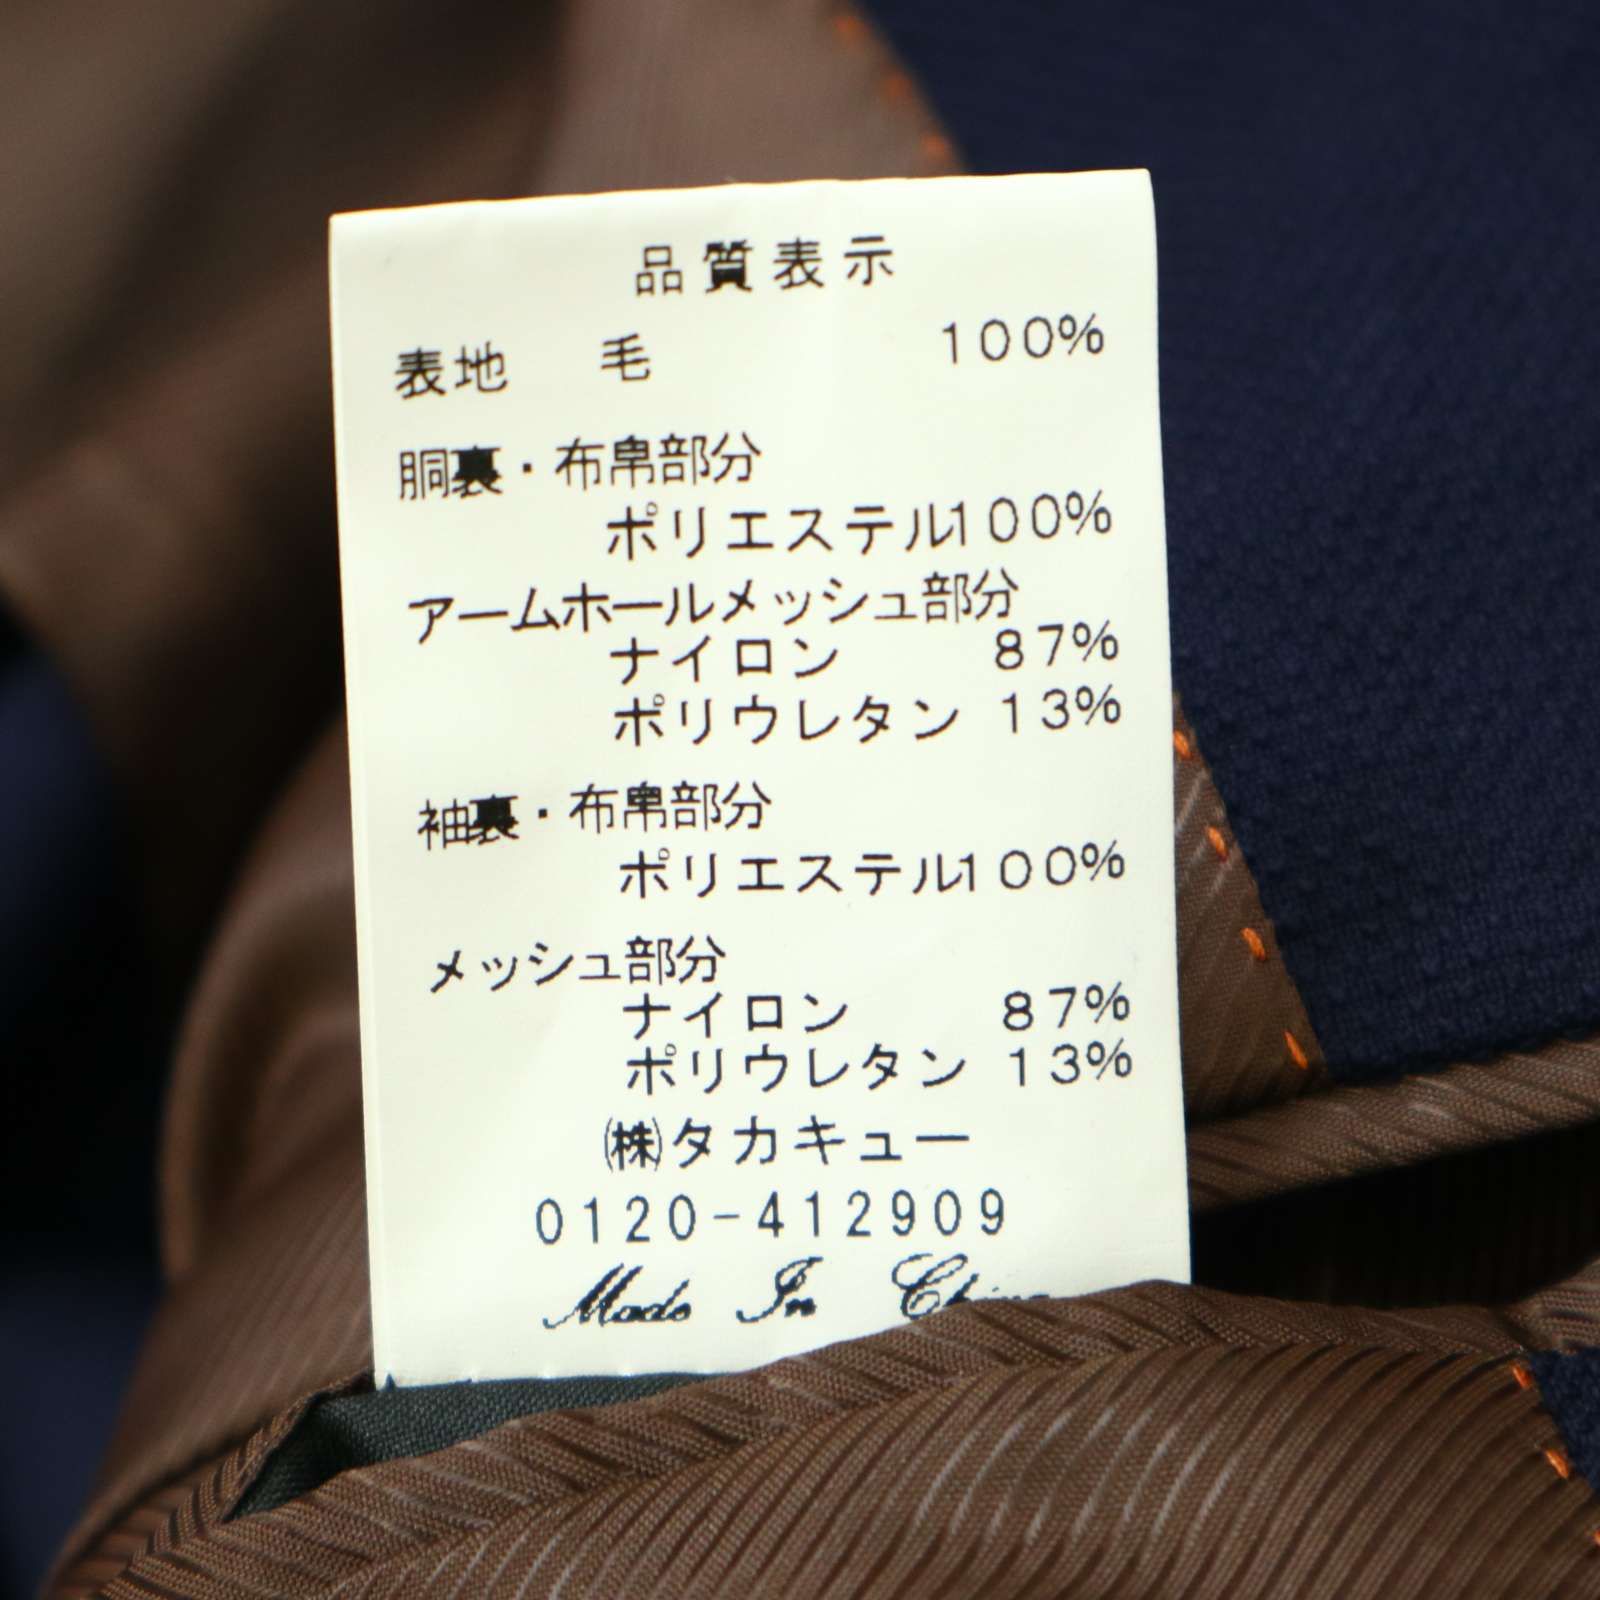 品質表示
表地 毛 100%
胴裏・布帛部分
ポリエステル100%
アームホールメッシュ部分
ナイロン 87%
ポリウレタン 13%
袖裏・布帛部分
ポリエステル100%
メッシュ部分
ナイロン 87%
ポリウレタン 13%
㈱タカキュー
0120-412909
Made In China